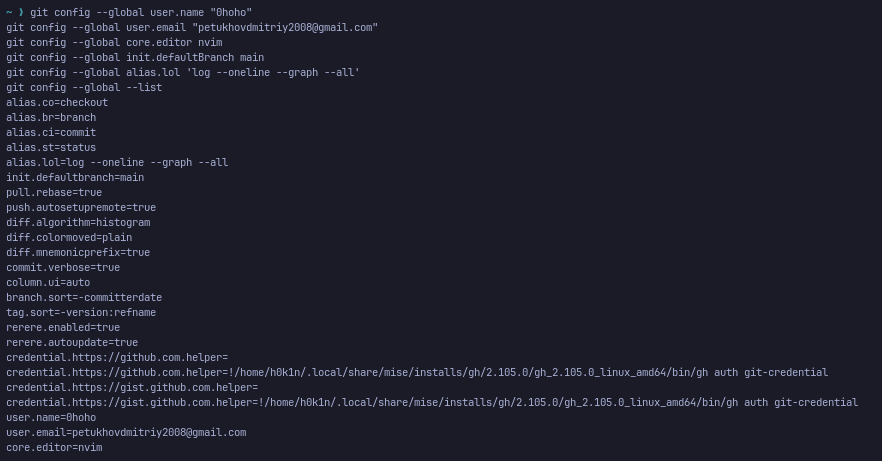 ~ ❯ git config --global user.name "0hoho"
git config --global user.email "petukhovdmitriy2008@gmail.com"
git config --global core.editor nvim
git config --global init.defaultBranch main
git config --global alias.lol 'log --oneline --graph --all'
git config --global --list
alias.co=checkout
alias.br=branch
alias.ci=commit
alias.st=status
alias.lol=log --oneline --graph --all
init.defaultbranch=main
pull.rebase=true
push.autosetupremote=true
diff.algorithm=histogram
diff.colormoved=plain
diff.mnemonicprefix=true
commit.verbose=true
column.ui=auto
branch.sort=-committerdate
tag.sort=-version:refname
rerere.enabled=true
rerere.autoupdate=true
credential.https://github.com.helper=
credential.https://github.com.helper=!/home/h0k1n/.local/share/mise/installs/gh/2.105.0/gh_2.105.0_linux_amd64/bin/gh auth git-credential
credential.https://gist.github.com.helper=
credential.https://gist.github.com.helper=!/home/h0k1n/.local/share/mise/installs/gh/2.105.0/gh_2.105.0_linux_amd64/bin/gh auth git-credential
user.name=0hoho
user.email=petukhovdmitriy2008@gmail.com
core.editor=nvim